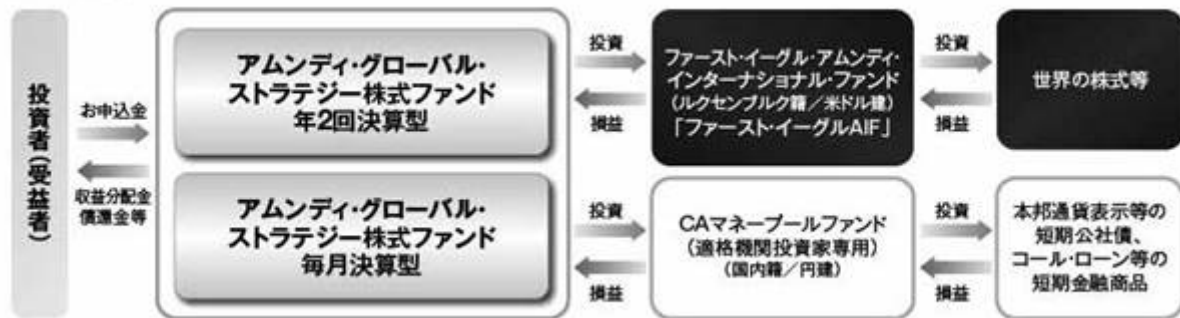 投資者(受益者)
お申込金
収益分配金
償還金等
アムンディ・グローバル・
ストラテジー株式ファンド
年2回決算型
アムンディ・グローバル・
ストラテジー株式ファンド
毎月決算型
投資
損益
ファースト・イーグル・アムンディ・
インターナショナル・ファンド
(ルクセンブルク籍/米ドル建)
「ファースト・イーグルAIF」
投資
損益
世界の株式等
投資
損益
CAマネープールファンド
(適格機関投資家専用)
(国内籍/円建)
投資
損益
本邦通貨表示等の
短期公社債、
コール・ローン等の
短期金融商品